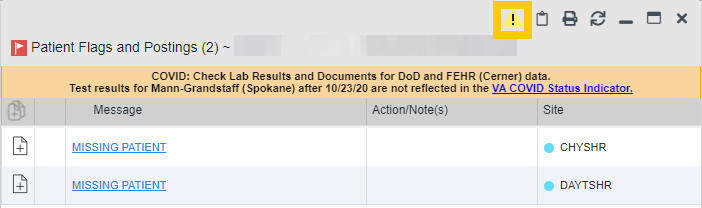 !
Patient Flags and Postings (2) ~
COVID: Check Lab Results and Documents for DoD and FEHR (Cerner) data.
Test results for Mann-Grandstaff (Spokane) after 10/23/20 are not reflected in the VA COVID Status Indicator.
Message Action/Note(s) Site
MISSING PATIENT CHYSHR
MISSING PATIENT DAYTSHR